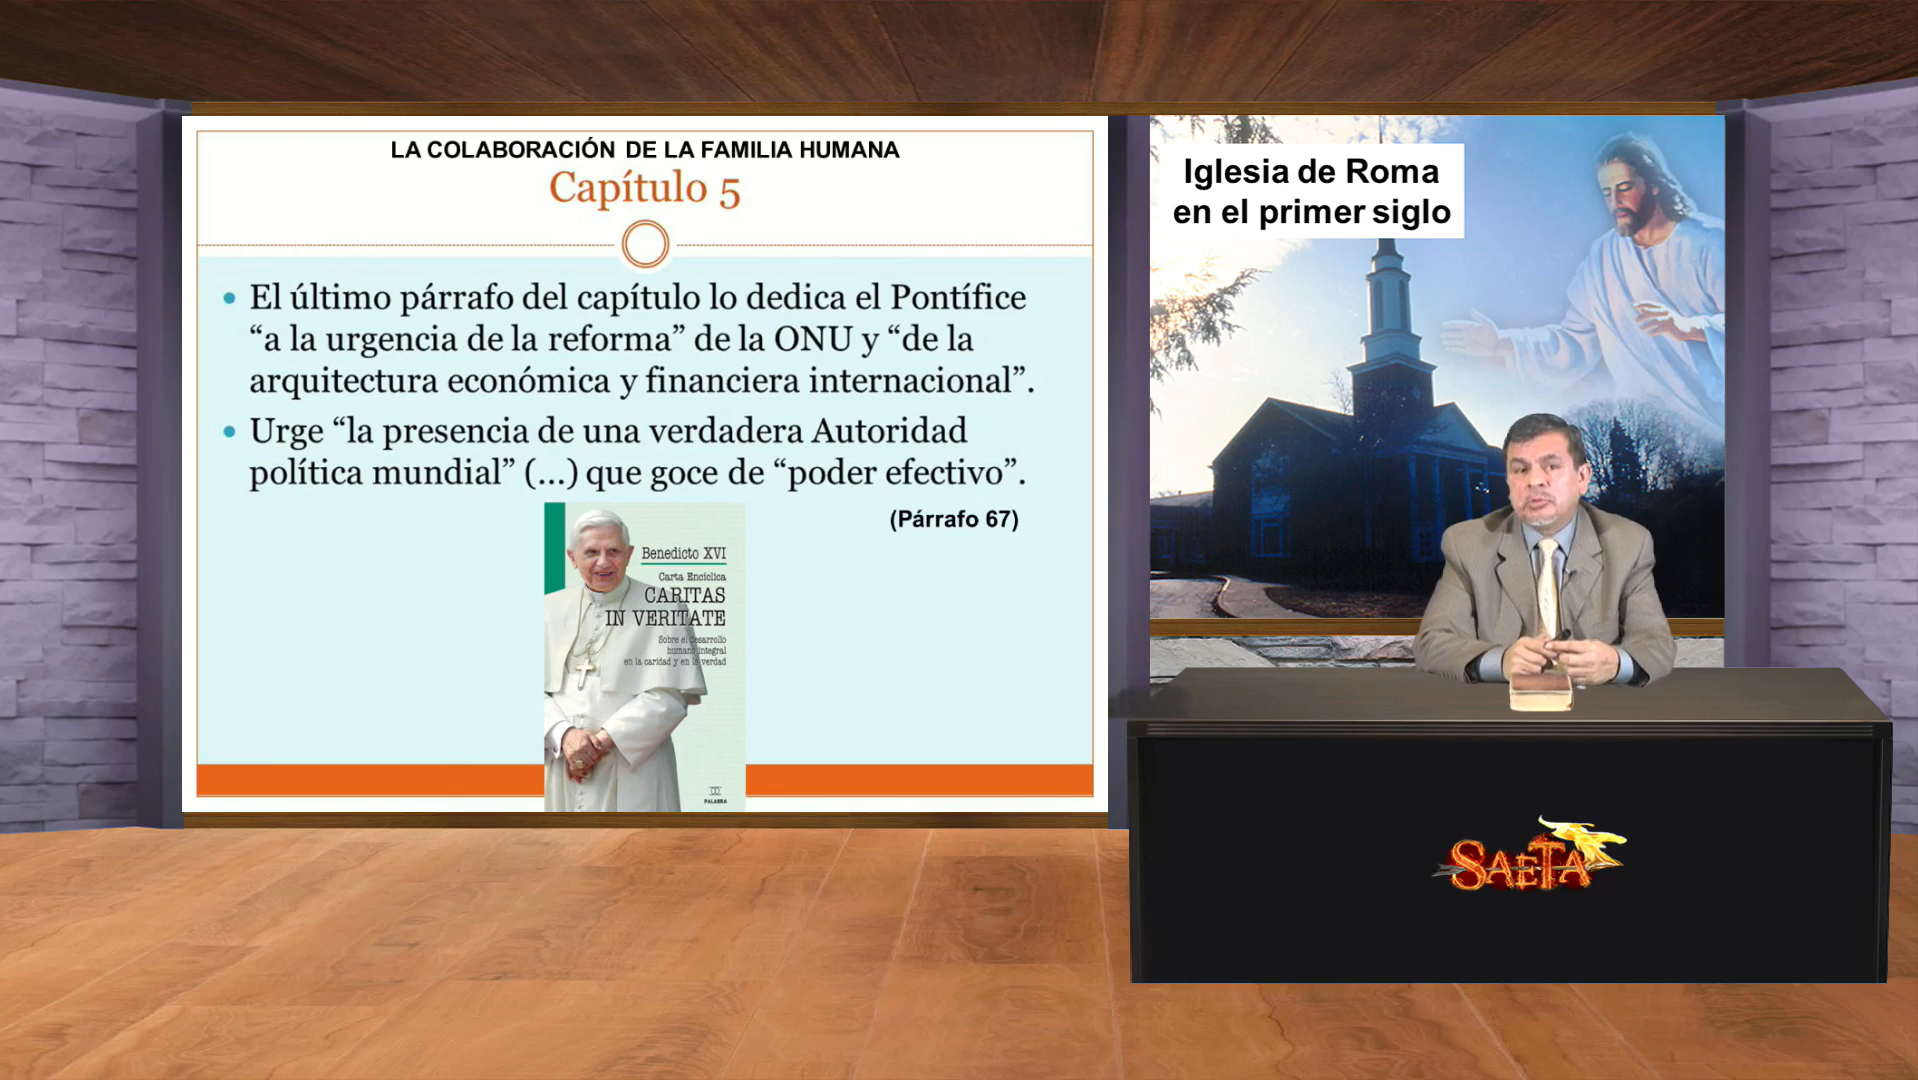 LA COLABORACIÓN DE LA FAMILIA HUMANA
Capítulo 5
• El último párrafo del capítulo lo dedica el Pontífice
“a la urgencia de la reforma” de la ONU y “de la
arquitectura económica y financiera internacional”.
• Urge “la presencia de una verdadera Autoridad
política mundial” (...) que goce de “poder efectivo”.
(Párrafo 67)
Benedicto XVI
Carta Encíclica
CARITAS
IN VERITATE
Sobre el desarrollo
humano integral
en la caridad y en la verdad
PALABRA
Iglesia de Roma
en el primer siglo
SAETA